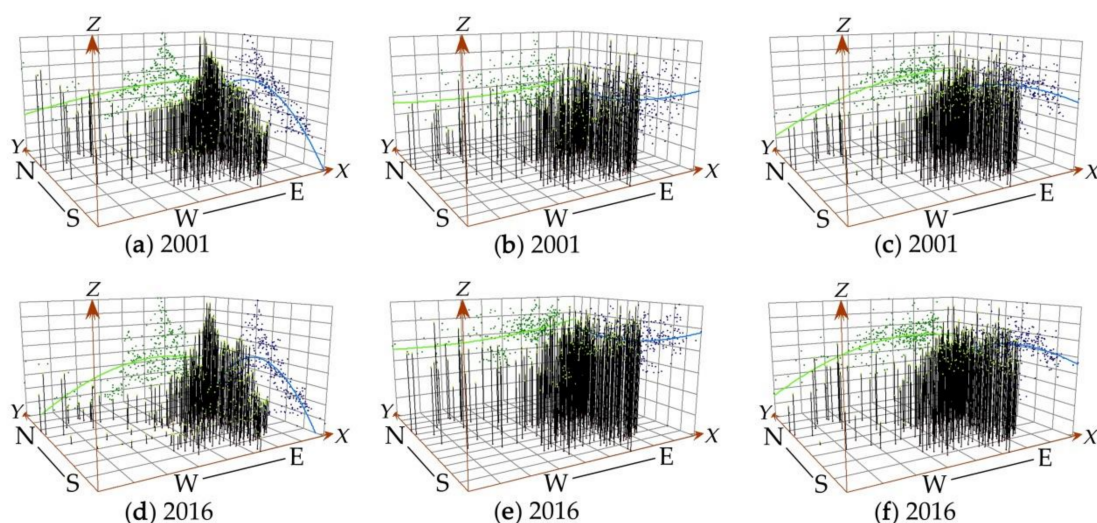 Z Z Z
Y X Y X Y X
N E N E N E
S W S W S W
(a) 2001 (b) 2001 (c) 2001
Z Z Z
Y X Y X Y X
N E N E N E
S W S W S W
(d) 2016 (e) 2016 (f) 2016